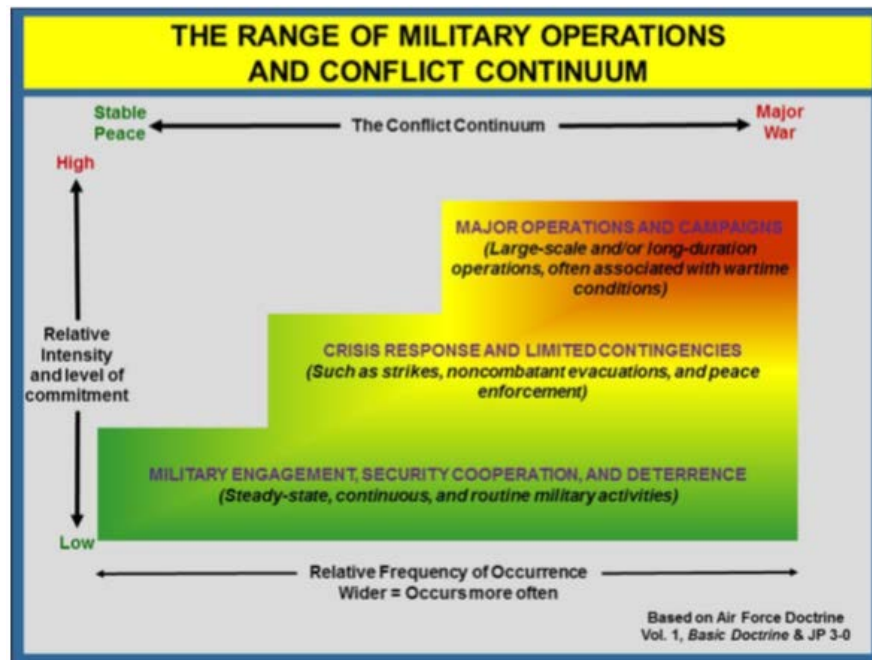 THE RANGE OF MILITARY OPERATIONS
AND CONFLICT CONTINUUM
Stable
Peace
The Conflict Continuum
Major
War
High
MAJOR OPERATIONS AND CAMPAIGNS
(Large-scale and/or long-duration
operations, often associated with wartime
conditions)
Relative
Intensity
and level of
commitment
CRISIS RESPONSE AND LIMITED CONTINGENCIES
(Such as strikes, noncombatant evacuations, and peace
enforcement)
MILITARY ENGAGEMENT, SECURITY COOPERATION, AND DETERRENCE
(Steady-state, continuous, and routine military activities)
Low
Relative Frequency of Occurrence
Wider = Occurs more often
Based on Air Force Doctrine
Vol. 1, Basic Doctrine & JP 3-0